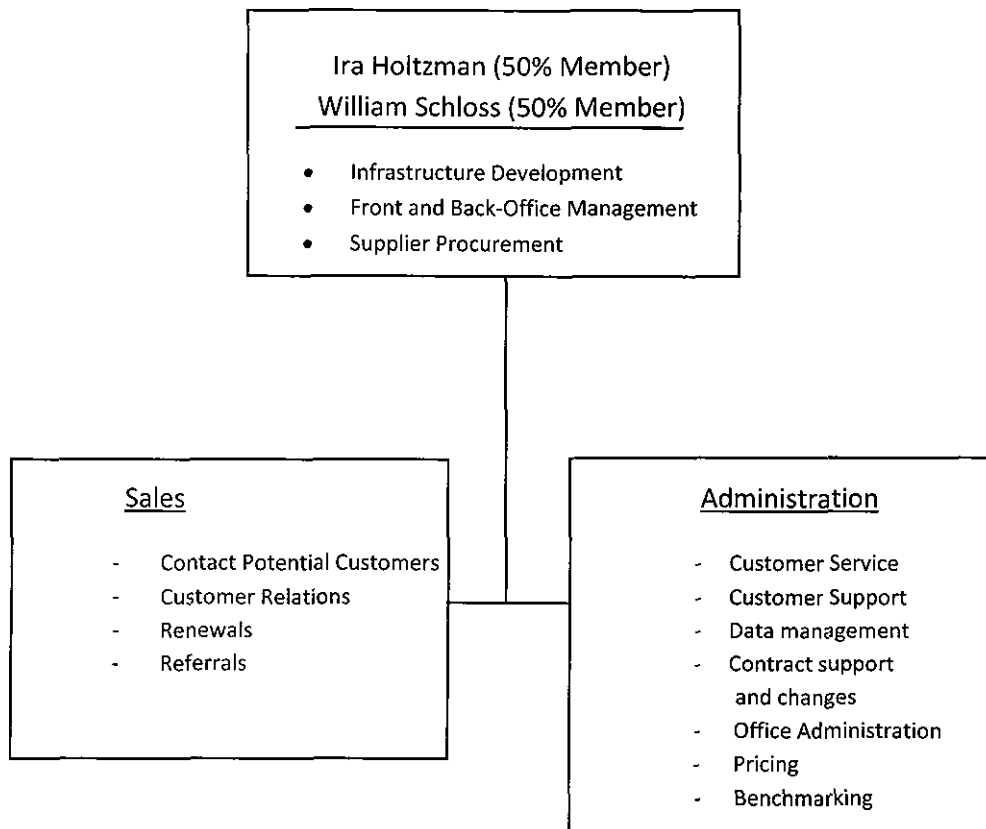 Ira Holtzman (50% Member)
William Schloss (50% Member)
• Infrastructure Development
• Front and Back-Office Management
• Supplier Procurement
Sales
- Contact Potential Customers
- Customer Relations
- Renewals
- Referrals
Administration
- Customer Service
- Customer Support
- Data management
- Contract support
and changes
- Office Administration
- Pricing
- Benchmarking